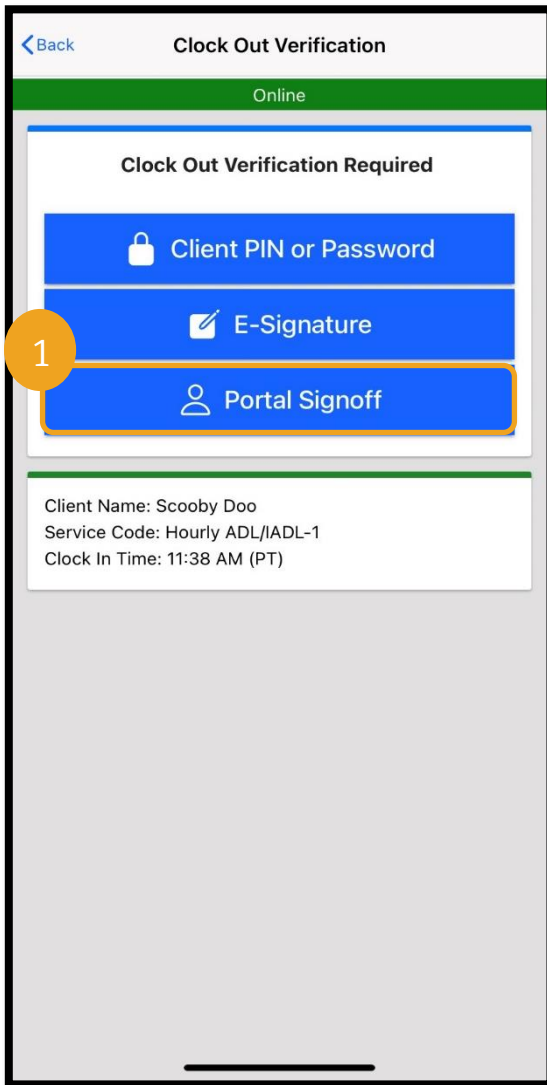 Back
Clock Out Verification
Online
Clock Out Verification Required
Client PIN or Password
E-Signature
1
Portal Signoff
Client Name: Scooby Doo
Service Code: Hourly ADL/IADL-1
Clock In Time: 11:38 AM (PT)